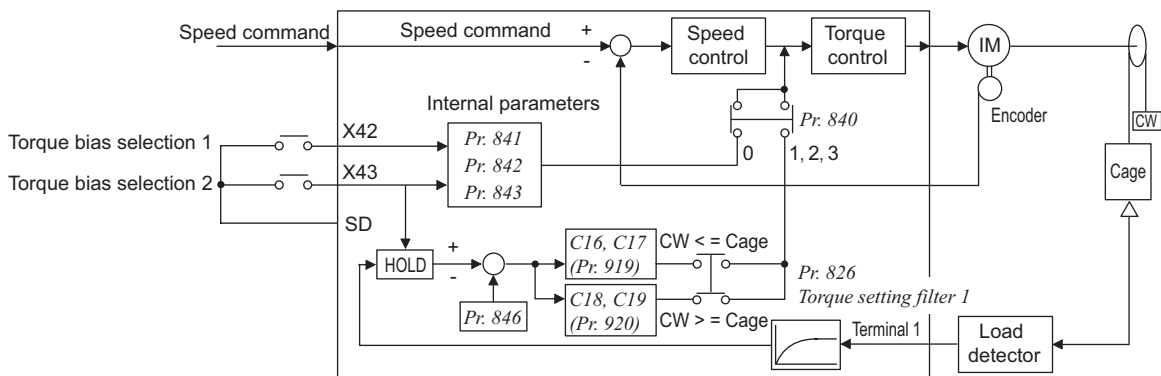 Speed command
Speed command
+
-
Speed
control
Torque
control
IM
Encoder
CW
Cage
Internal parameters
Torque bias selection 1
X42
Pr. 841
Pr. 842
Pr. 843
Pr. 840
0
1, 2, 3
Torque bias selection 2
X43
SD
HOLD
+
-
Pr. 846
C16, C17
(Pr. 919)
CW < = Cage
C18, C19
(Pr. 920)
CW > = Cage
Pr. 826
Torque setting filter 1
Terminal 1
Load
detector